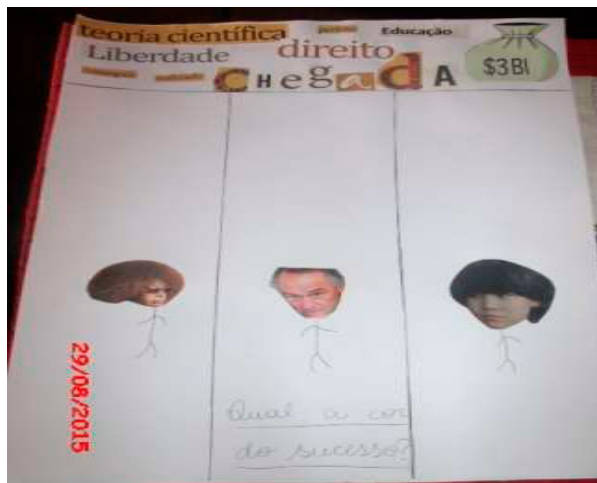 teoria científica
Educação
Liberdade direito
CHegadA
$3BI
29/08/2015
Qual a cor
do sucesso?